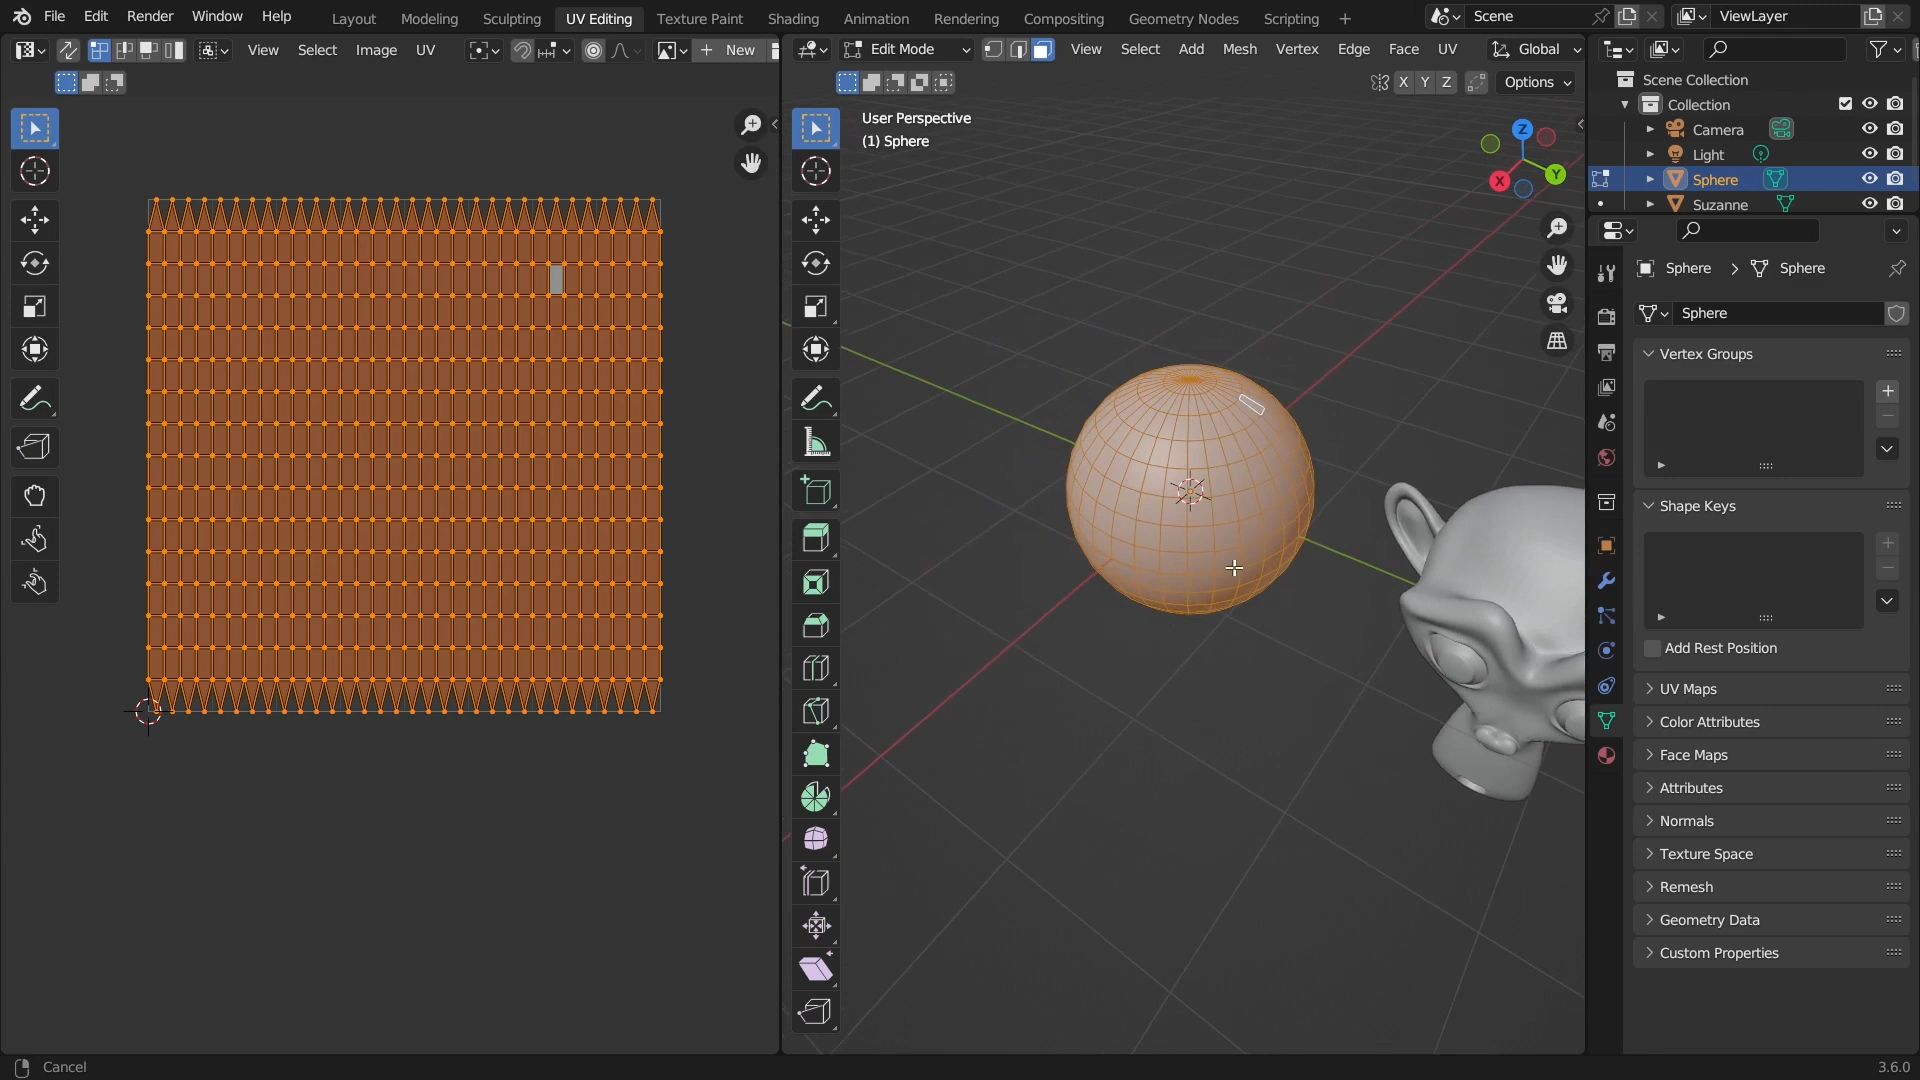 File Edit Render Window Help Layout Modeling Sculpting UV Editing Texture Paint Shading Animation Rendering Compositing Geometry Nodes Scripting Scene ViewLayer
View Select Image UV New Edit Mode View Select Add Mesh Vertex Edge Face UV Global
X Y Z Options
Scene Collection
Collection
Camera
Light
Sphere
Suzanne
User Perspective
(1) Sphere
Z
X
Y
Sphere > Sphere
Sphere
Vertex Groups
Shape Keys
Add Rest Position
UV Maps
Color Attributes
Face Maps
Attributes
Normals
Texture Space
Remesh
Geometry Data
Custom Properties
Cancel
3.6.0